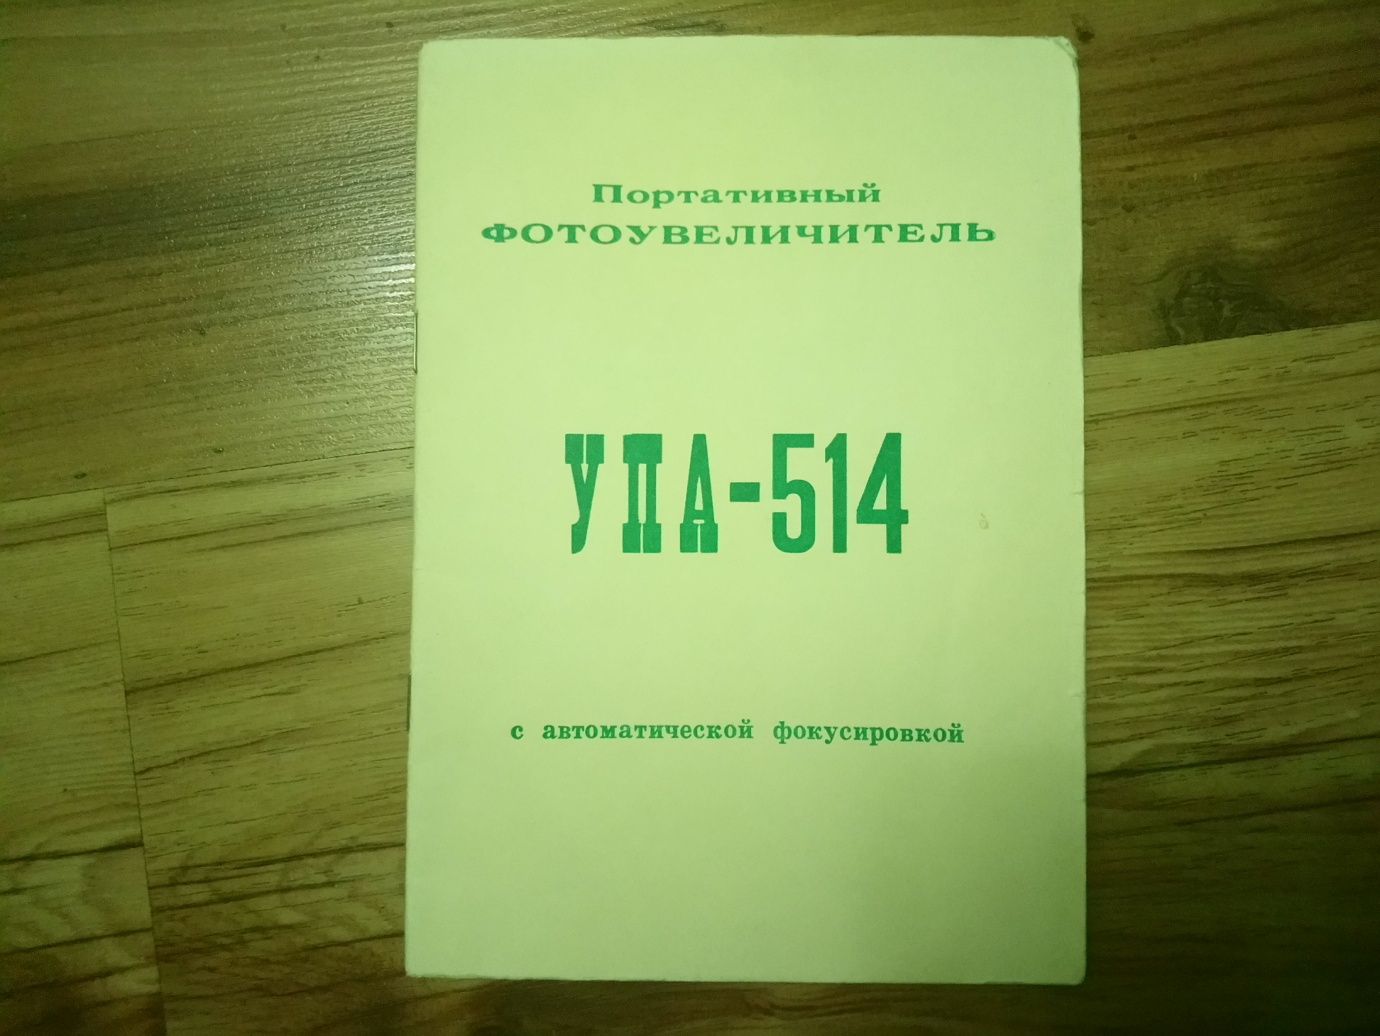 Портативный
ФОТОУВЕЛИЧИТЕЛЬ
УПА-514
с автоматической фокусировкой